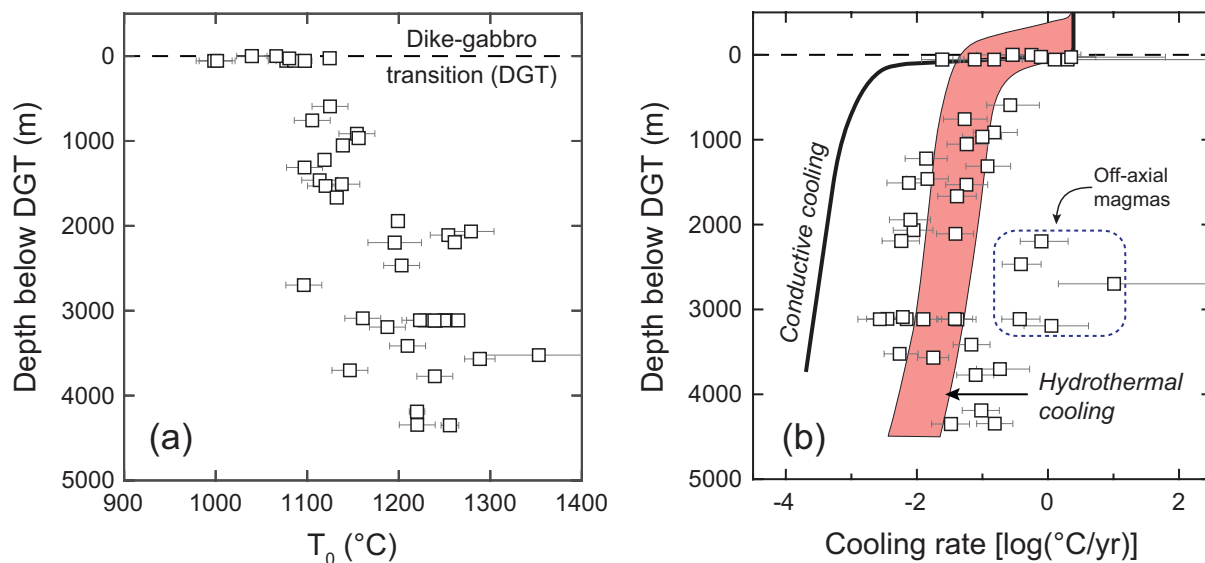 Dike-gabbro
transition (DGT)
0
1000
2000
3000
4000
5000
Depth below DGT (m)
(a)
900
1000
1100
1200
1300
1400
T0 (°C)
0
1000
2000
3000
4000
5000
Depth below DGT (m)
Conductive cooling
Off-axial
magmas
Hydrothermal
cooling
(b)
-4
-2
0
2
Cooling rate [log(°C/yr)]